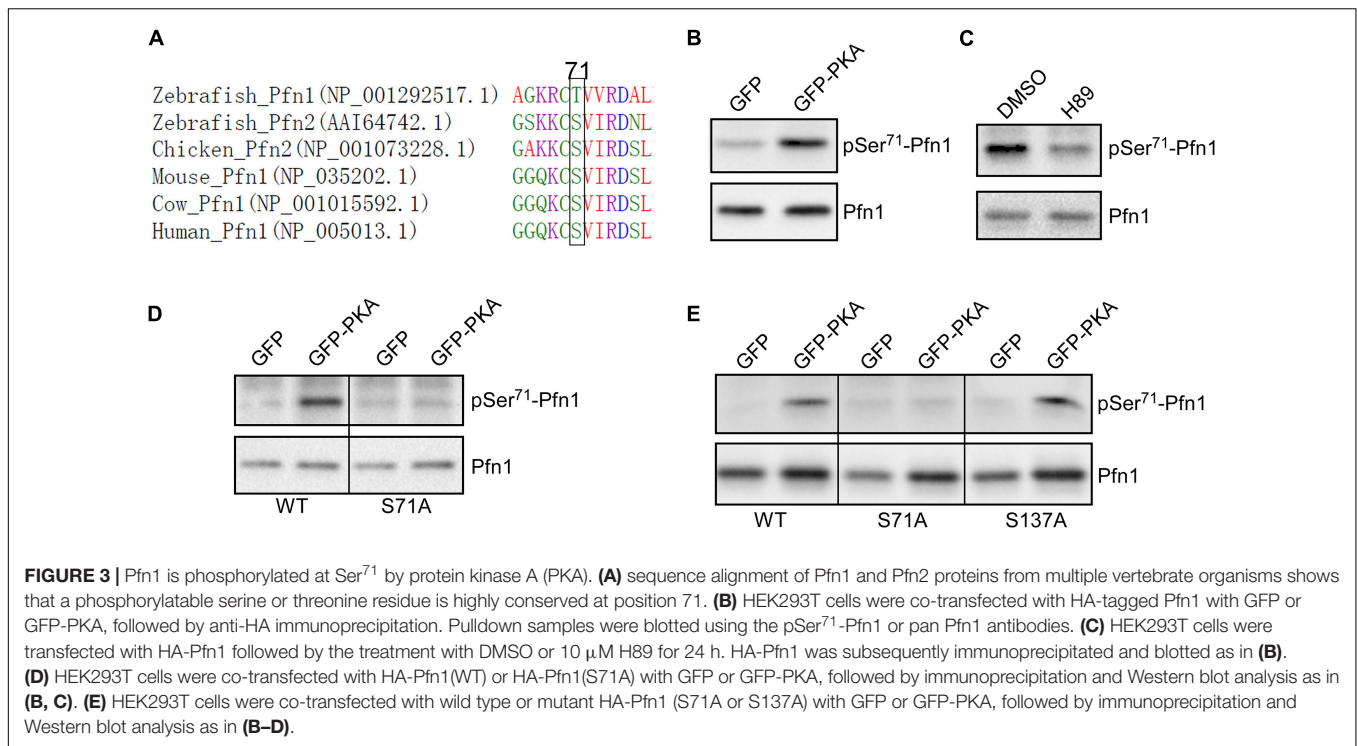 A
71
Zebrafish_Pfn1(NP_001292517.1) AGKRCTVVRDAL
Zebrafish_Pfn2(AAI64742.1) GSKKCSVIRDNL
Chicken_Pfn2(NP_001073228.1) GAKKCSVIRDSL
Mouse_Pfn1(NP_035202.1) GGQKCSVIRDSL
Cow_Pfn1(NP_001015592.1) GGQKCSVIRDSL
Human_Pfn1(NP_005013.1) GGQKCSVIRDSL
B
GFP GFP-PKA
pSer71-Pfn1
Pfn1
C
DMSO H89
pSer71-Pfn1
Pfn1
D
GFP GFP-PKA GFP GFP-PKA
pSer71-Pfn1
Pfn1
WT S71A
E
GFP GFP-PKA GFP GFP-PKA GFP GFP-PKA
pSer71-Pfn1
Pfn1
WT S71A S137A
FIGURE 3 | Pfn1 is phosphorylated at Ser71 by protein kinase A (PKA). (A) sequence alignment of Pfn1 and Pfn2 proteins from multiple vertebrate organisms shows
that a phosphorylatable serine or threonine residue is highly conserved at position 71. (B) HEK293T cells were co-transfected with HA-tagged Pfn1 with GFP or
GFP-PKA, followed by anti-HA immunoprecipitation. Pulldown samples were blotted using the pSer71-Pfn1 or pan Pfn1 antibodies. (C) HEK293T cells were
transfected with HA-Pfn1 followed by the treatment with DMSO or 10 μM H89 for 24 h. HA-Pfn1 was subsequently immunoprecipitated and blotted as in (B).
(D) HEK293T cells were co-transfected with HA-Pfn1(WT) or HA-Pfn1(S71A) with GFP or GFP-PKA, followed by immunoprecipitation and Western blot analysis as in
(B, C). (E) HEK293T cells were co-transfected with wild type or mutant HA-Pfn1 (S71A or S137A) with GFP or GFP-PKA, followed by immunoprecipitation and
Western blot analysis as in (B–D).